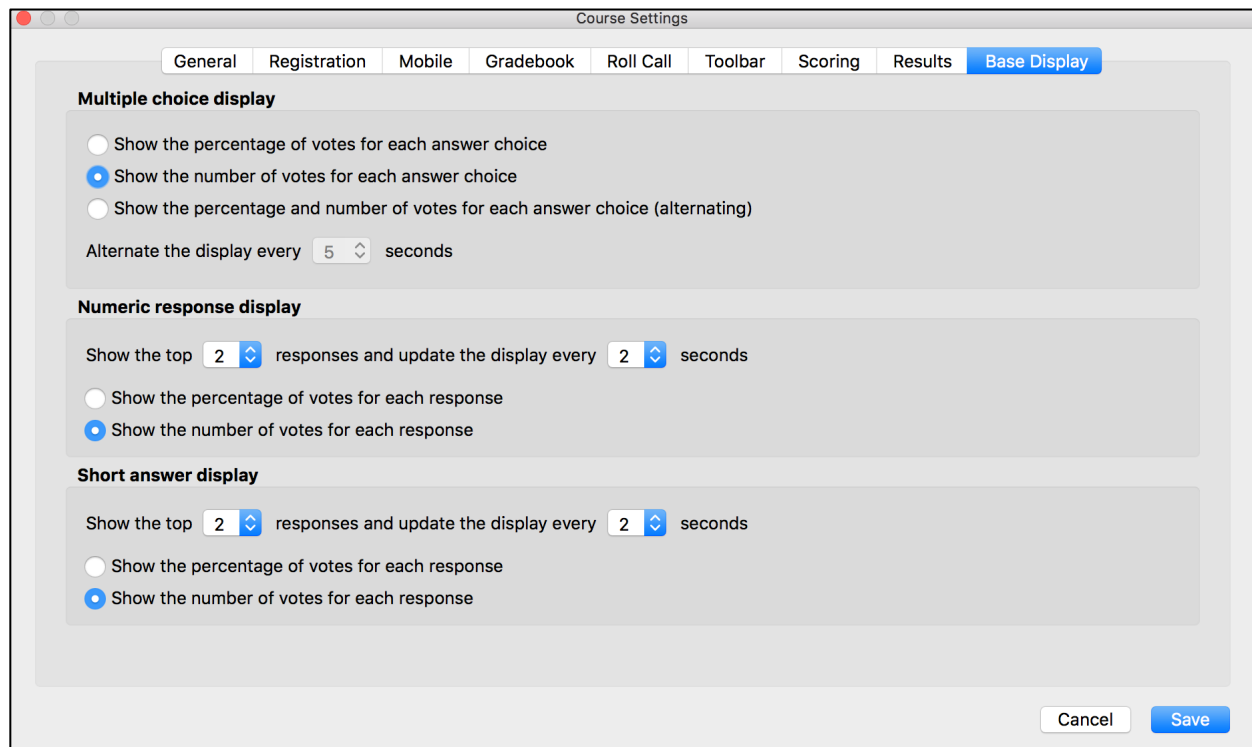 Course Settings
General Registration Mobile Gradebook Roll Call Toolbar Scoring Results Base Display
Multiple choice display
Show the percentage of votes for each answer choice
Show the number of votes for each answer choice
Show the percentage and number of votes for each answer choice (alternating)
Alternate the display every 5 seconds
Numeric response display
Show the top 2 responses and update the display every 2 seconds
Show the percentage of votes for each response
Show the number of votes for each response
Short answer display
Show the top 2 responses and update the display every 2 seconds
Show the percentage of votes for each response
Show the number of votes for each response
Cancel Save